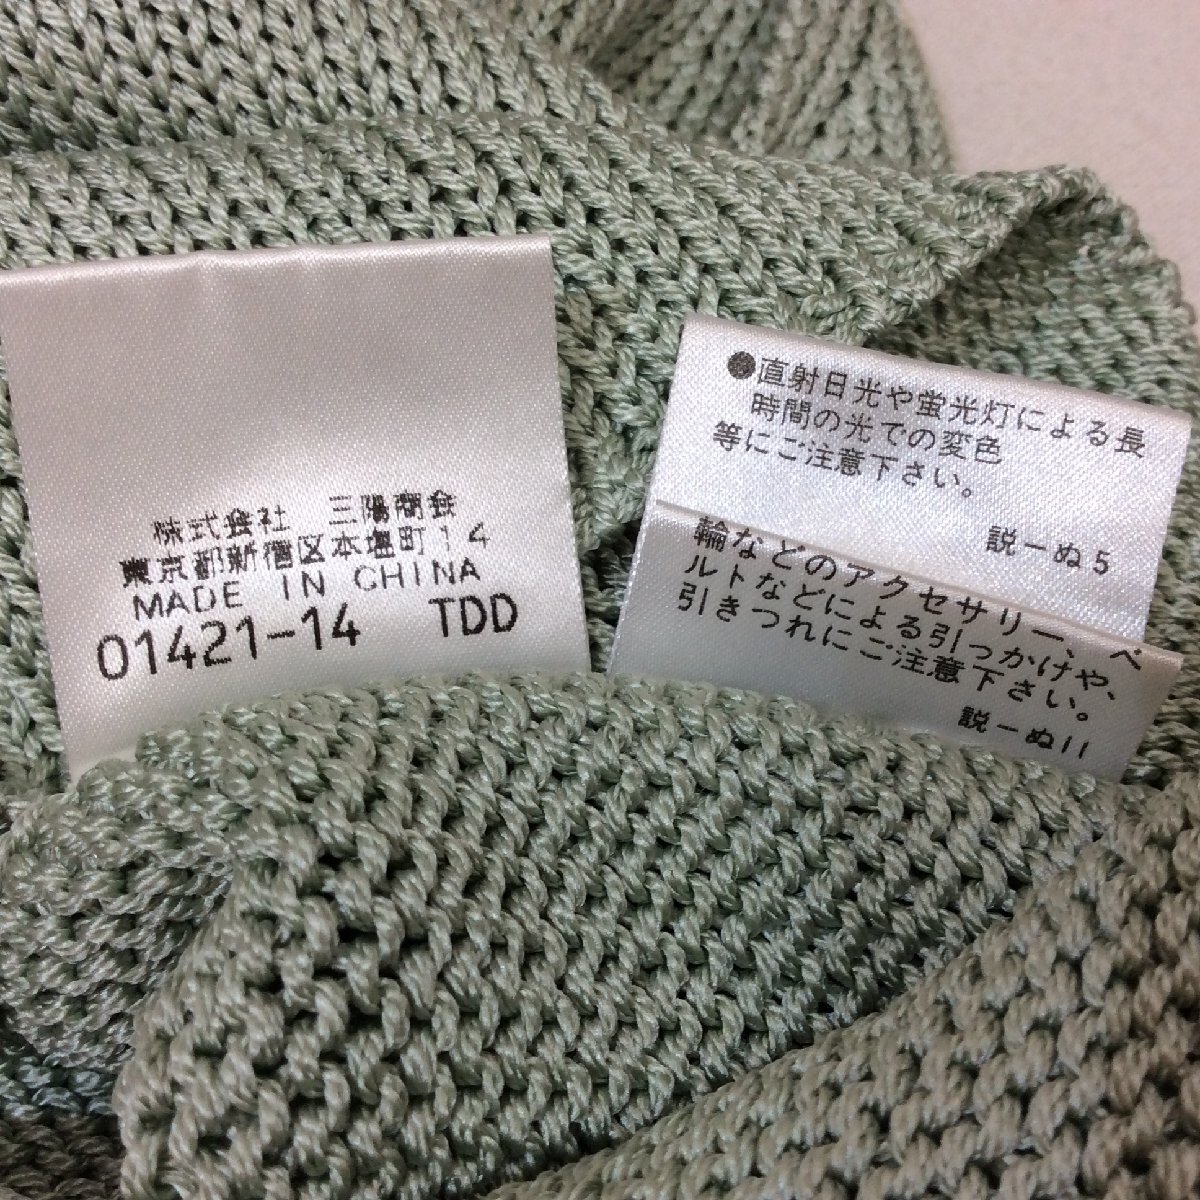 株式会社 三陽商会
東京都新宿区本塩町14
MADE IN CHINA
01421-14 TDD
●直射日光や蛍光灯による長
時間の光での変色
等にご注意下さい。
説ーぬ5
輪などのアクセサリー、ベ
ルトなどによる引っかけや、
引きつれにご注意下さい。
説ーぬ11